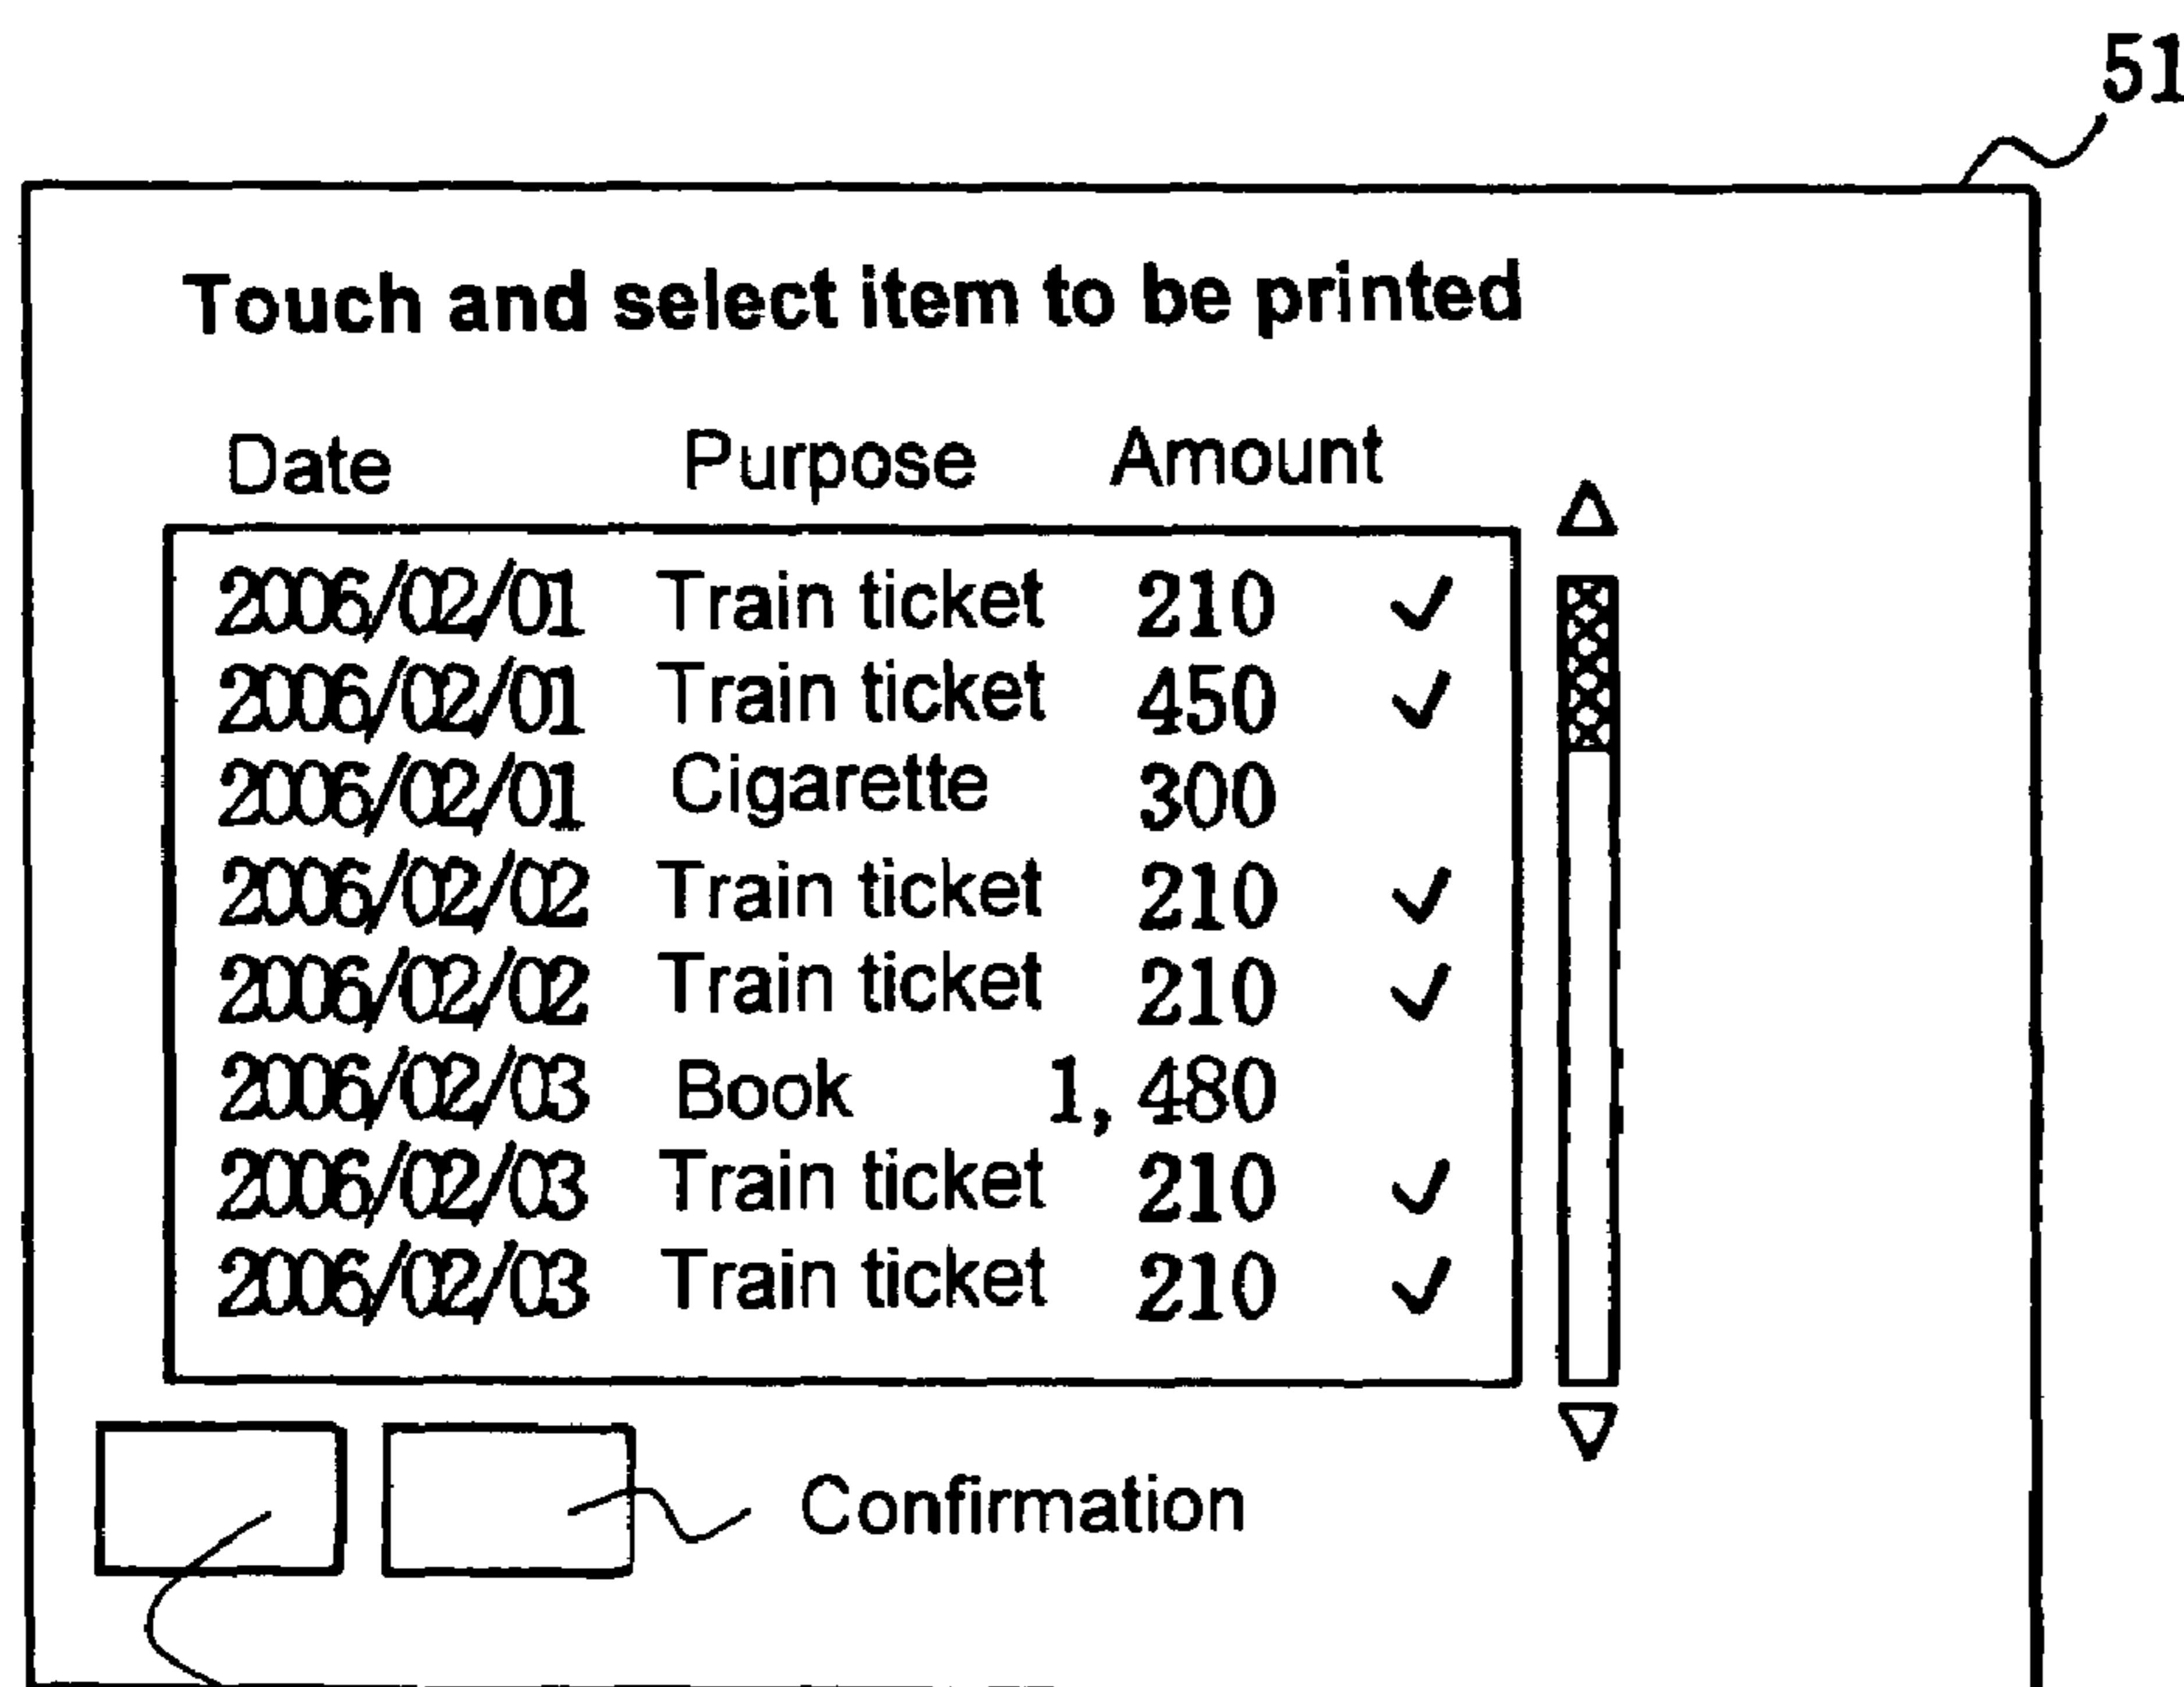 51
Touch and select item to be printed
Date Purpose Amount
2006/02/01 Train ticket 210 ✓
2006/02/01 Train ticket 450 ✓
2006/02/01 Cigarette 300
2006/02/02 Train ticket 210 ✓
2006/02/02 Train ticket 210 ✓
2006/02/03 Book 1, 480
2006/02/03 Train ticket 210 ✓
2006/02/03 Train ticket 210 ✓
Confirmation